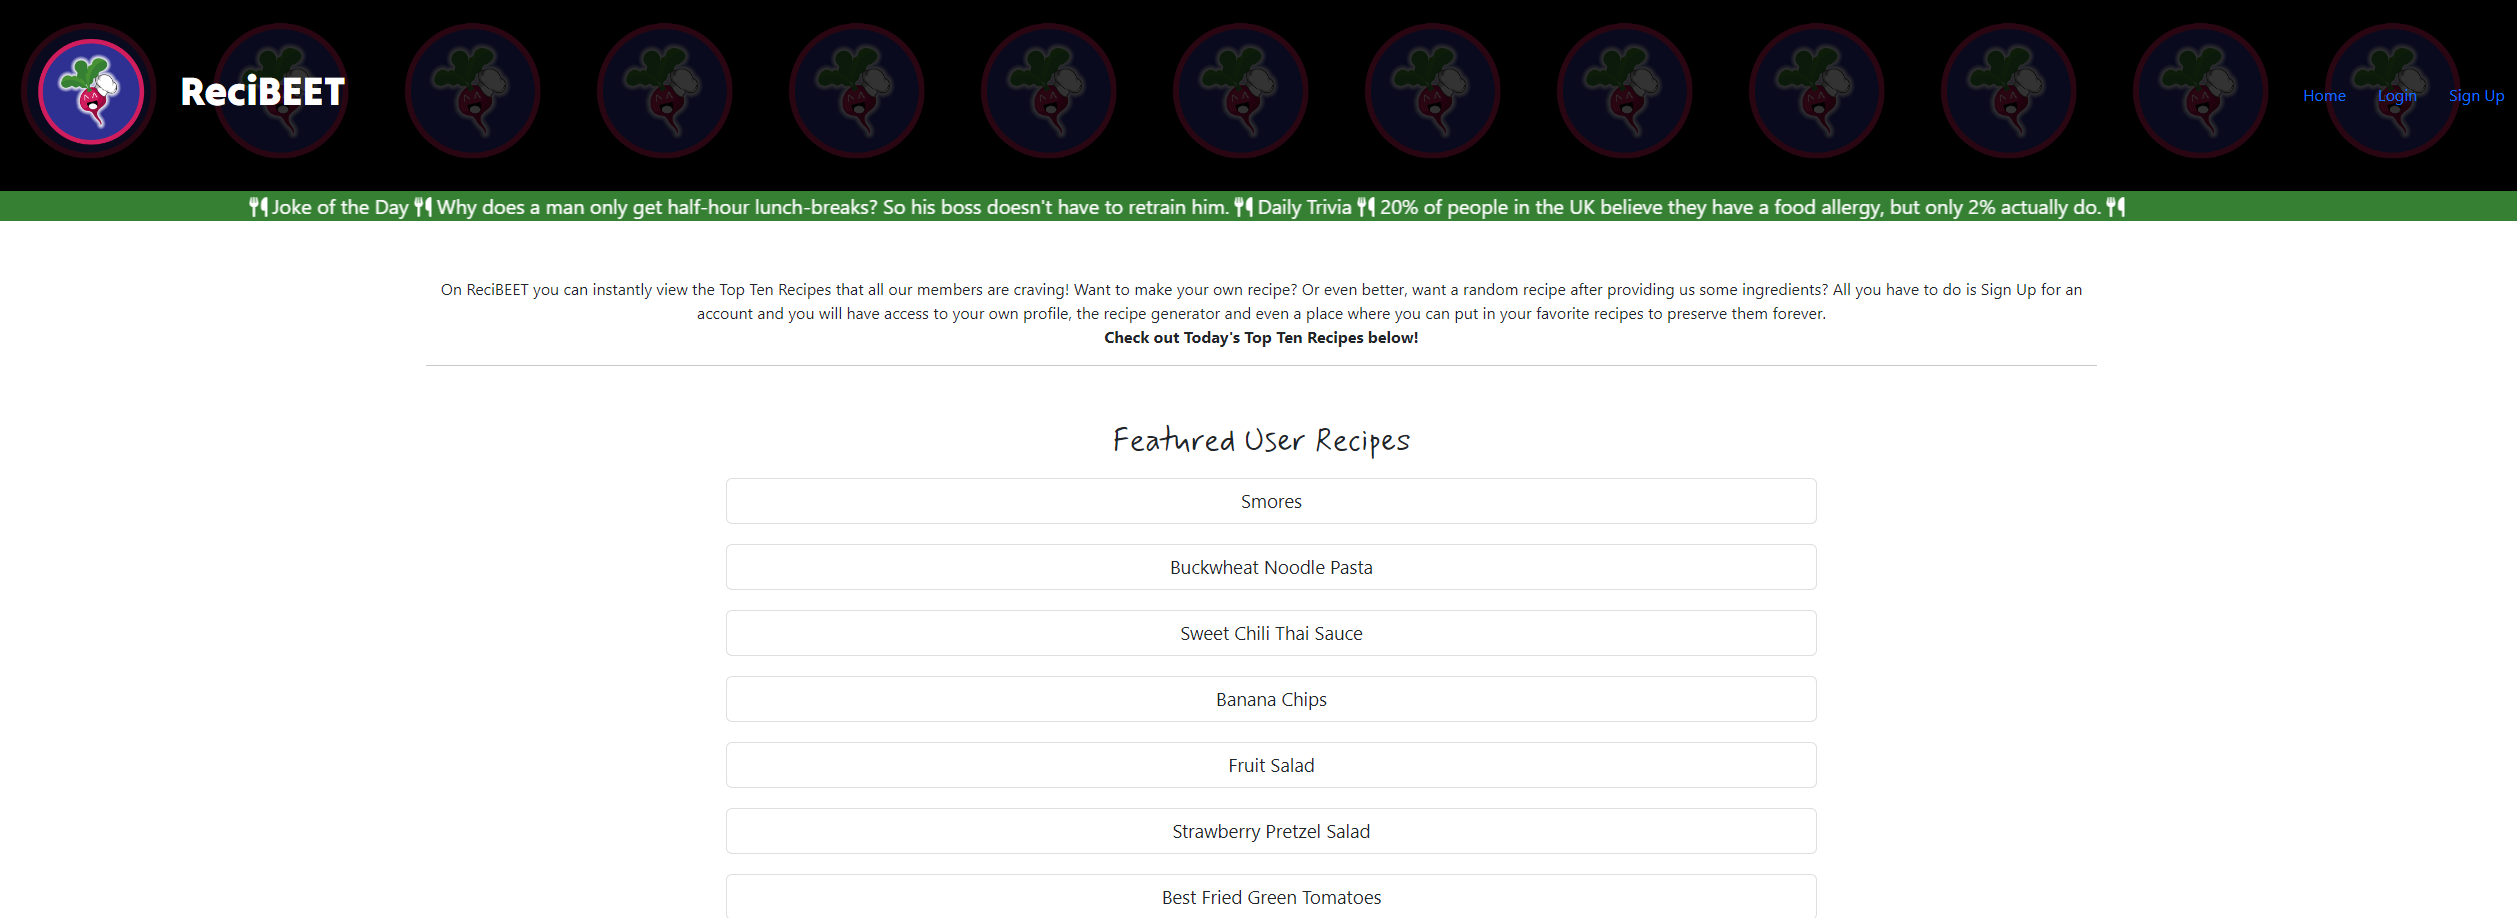 ReciBEET
Home Login Sign Up
Joke of the Day Why does a man only get half-hour lunch-breaks? So his boss doesn't have to retrain him. Daily Trivia 20% of people in the UK believe they have a food allergy, but only 2% actually do.
On ReciBEET you can instantly view the Top Ten Recipes that all our members are craving! Want to make your own recipe? Or even better, want a random recipe after providing us some ingredients? All you have to do is Sign Up for an
account and you will have access to your own profile, the recipe generator and even a place where you can put in your favorite recipes to preserve them forever.
Check out Today's Top Ten Recipes below!
Featured User Recipes
Smores
Buckwheat Noodle Pasta
Sweet Chili Thai Sauce
Banana Chips
Fruit Salad
Strawberry Pretzel Salad
Best Fried Green Tomatoes